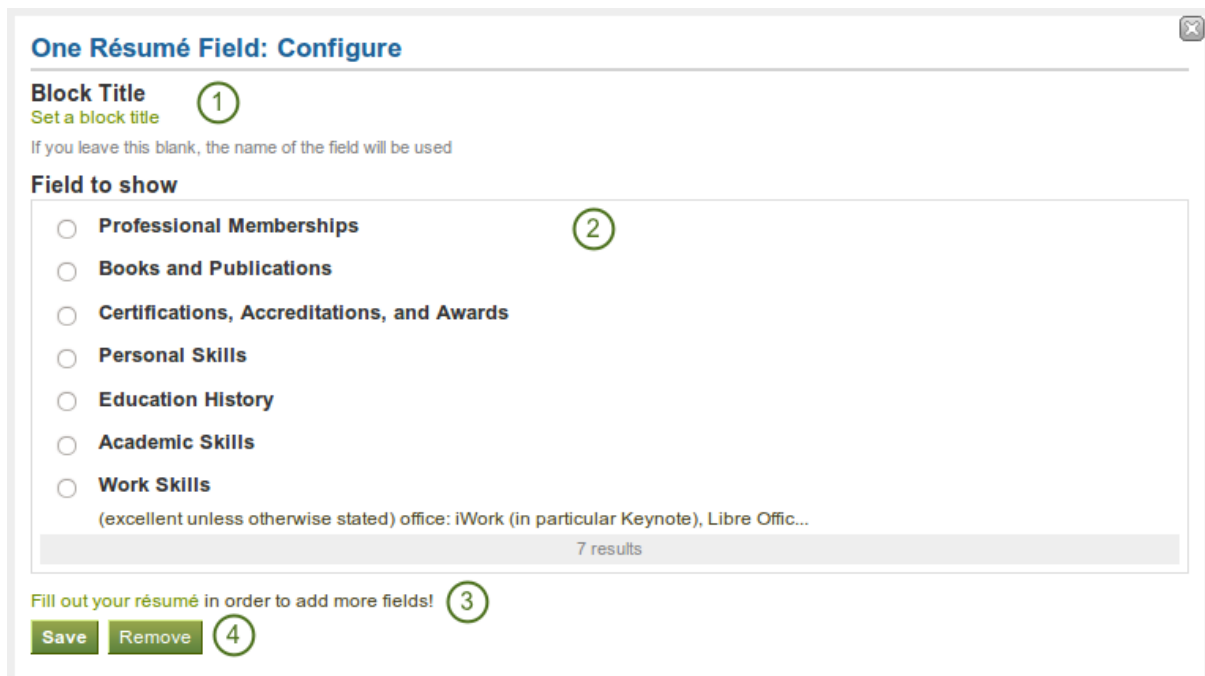 One Résumé Field: Configure
Block Title
1
Set a block title
If you leave this blank, the name of the field will be used
Field to show
Professional Memberships
2
Books and Publications
Certifications, Accreditations, and Awards
Personal Skills
Education History
Academic Skills
Work Skills
(excellent unless otherwise stated) office: iWork (in particular Keynote), Libre Offic...
7 results
Fill out your résumé in order to add more fields! 3
Save Remove 4